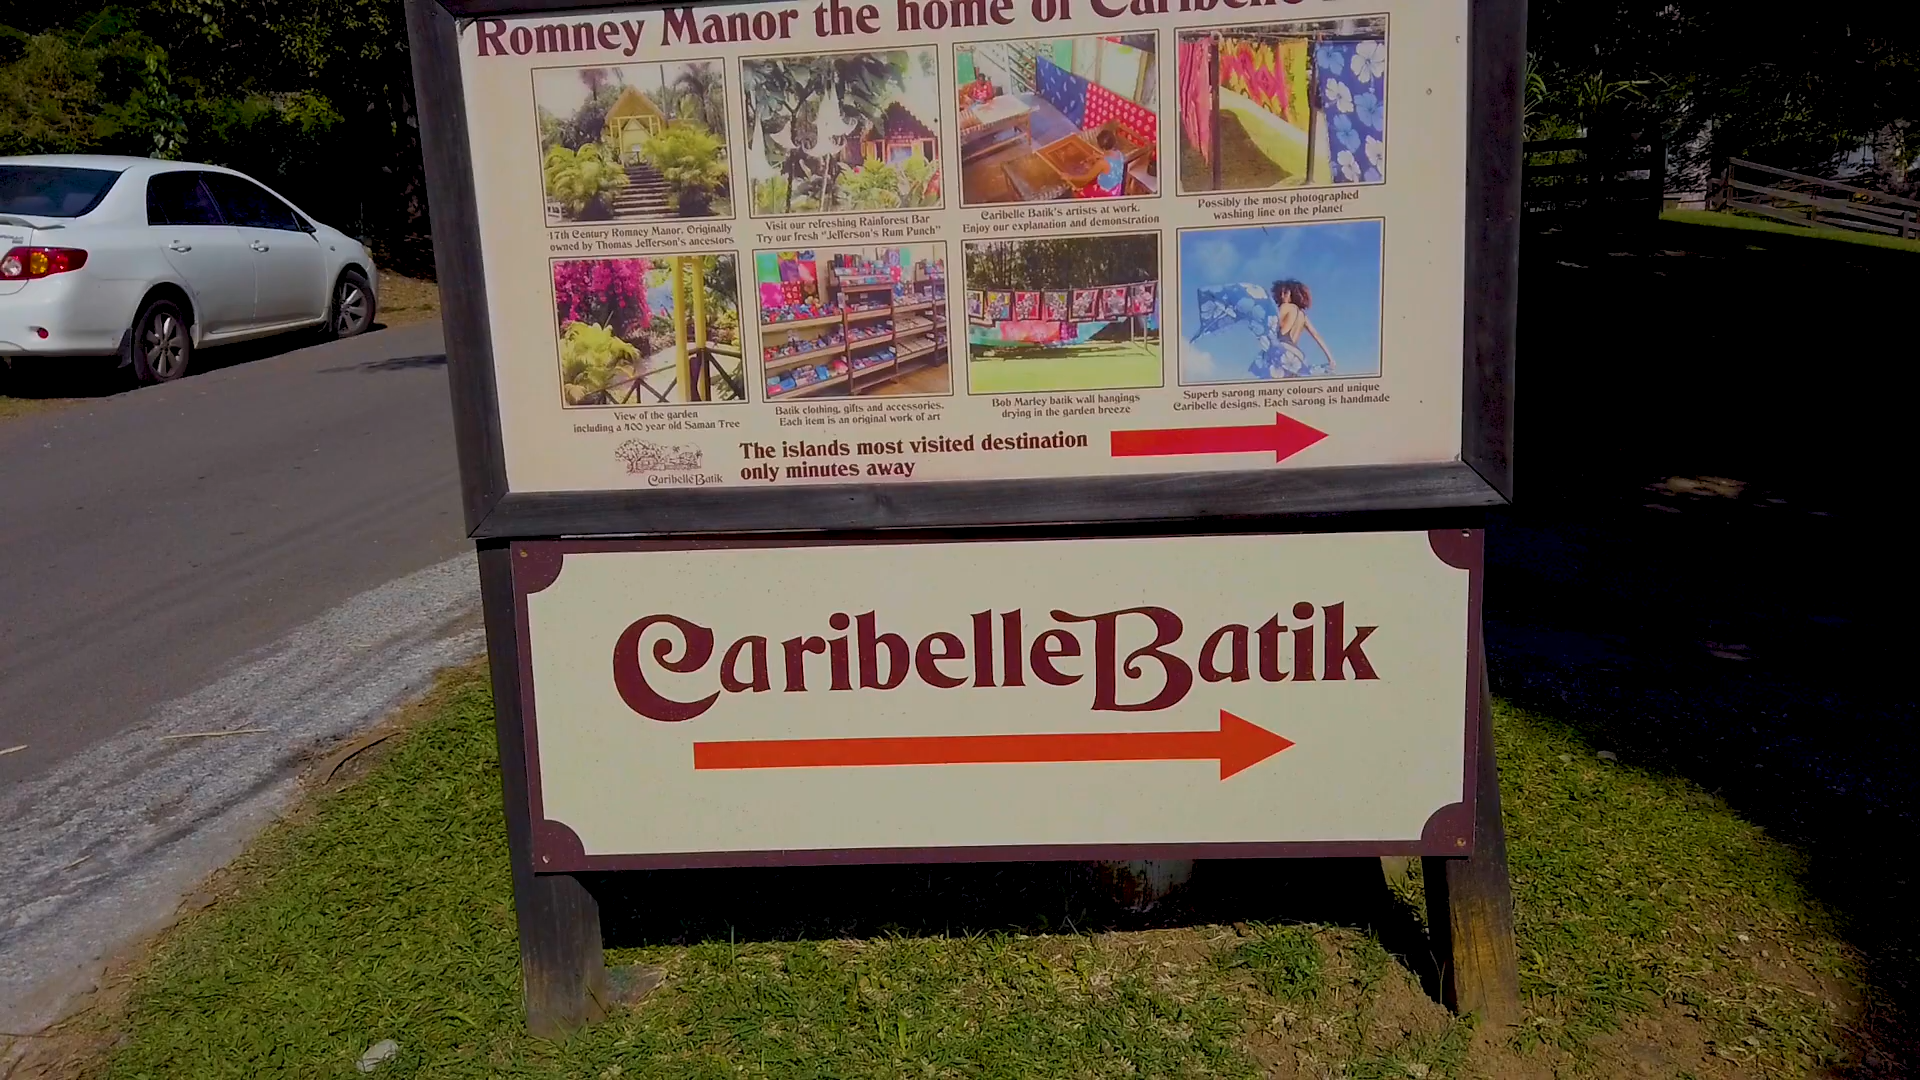 Romney Manor the home of Caribelle
17th Century Romney Manor. Originally
owned by Thomas Jefferson's ancestors
Visit our refreshing Rainforest Bar
Try our fresh "Jefferson's Rum Punch"
Caribelle Batik's artists at work.
Enjoy our explanation and demonstration
Possibly the most photographed
washing line on the planet
View of the garden
including a 400 year old Saman Tree
Batik clothing, gifts and accessories.
Each item is an original work of art
Bob Marley batik wall hangings
drying in the garden breeze
Superb sarong many colours and unique
Caribelle designs. Each sarong is handmade
Caribelle Batik
The islands most visited destination
only minutes away
Caribelle Batik